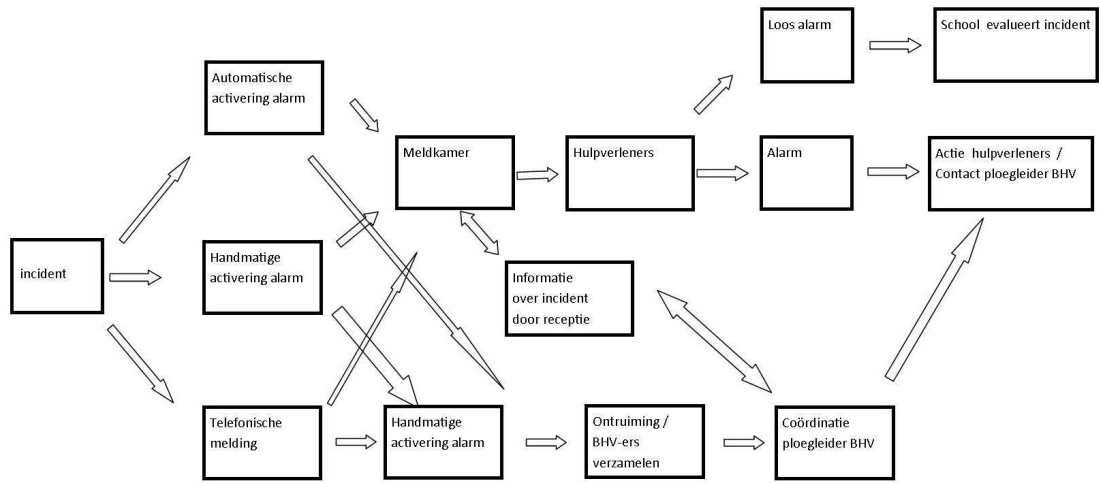 Loos alarm
School evalueert incident
Automatische
activering alarm
Meldkamer
Hulpverleners
Alarm
Actie hulpverleners /
Contact ploegleider BHV
incident
Handmatige
activering alarm
Informatie
over incident
door receptie
Telefonische
melding
Handmatige
activering alarm
Ontruiming /
BHV-ers
verzamelen
Coördinatie
ploegleider BHV